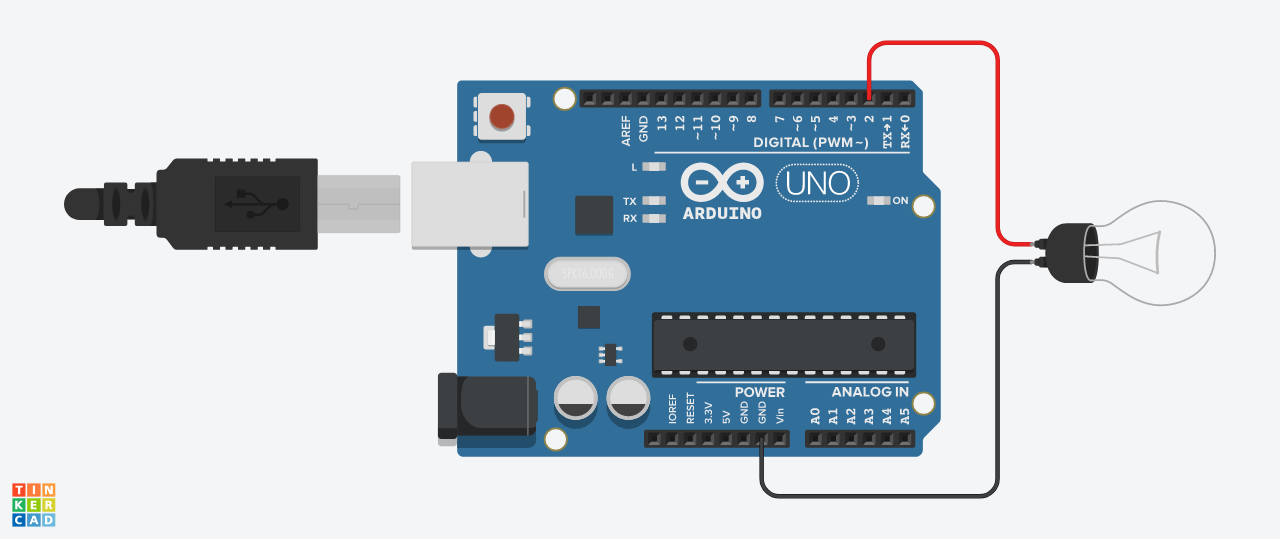 AREF
GND
13
12
~11
~10
~9
8
7
~6
~5
4
~3
2
TX→1
RX←0
DIGITAL (PWM~)
L
TX
RX
ARDUINO
UNO
ON
SPK16.000G
POWER
ANALOG IN
IOREF
RESET
3.3V
5V
GND
GND
Vin
A0
A1
A2
A3
A4
A5
TIN
KER
CAD